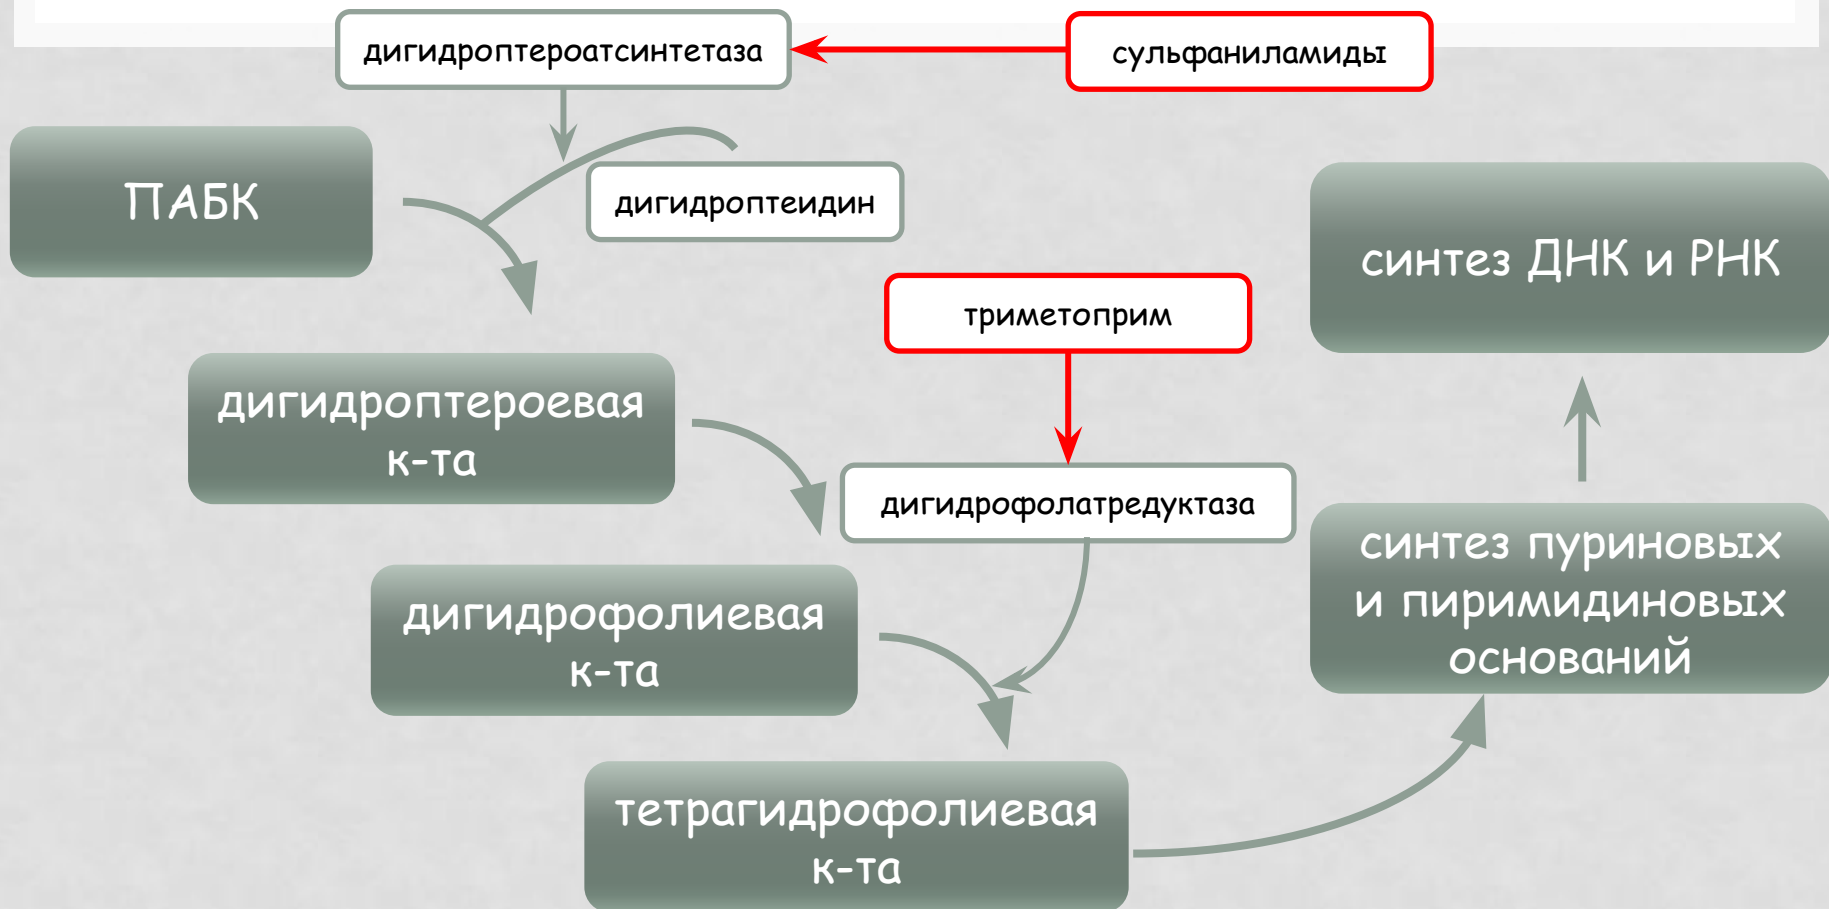 дигидроптероатсинтетаза
сульфаниламиды
ПАБК
дигидроптеидин
синтез ДНК и РНК
триметоприм
дигидроптероевая
к-та
дигидрофолатредуктаза
синтез пуриновых
и пиримидиновых
оснований
дигидрофолиевая
к-та
тетрагидрофолиевая
к-та